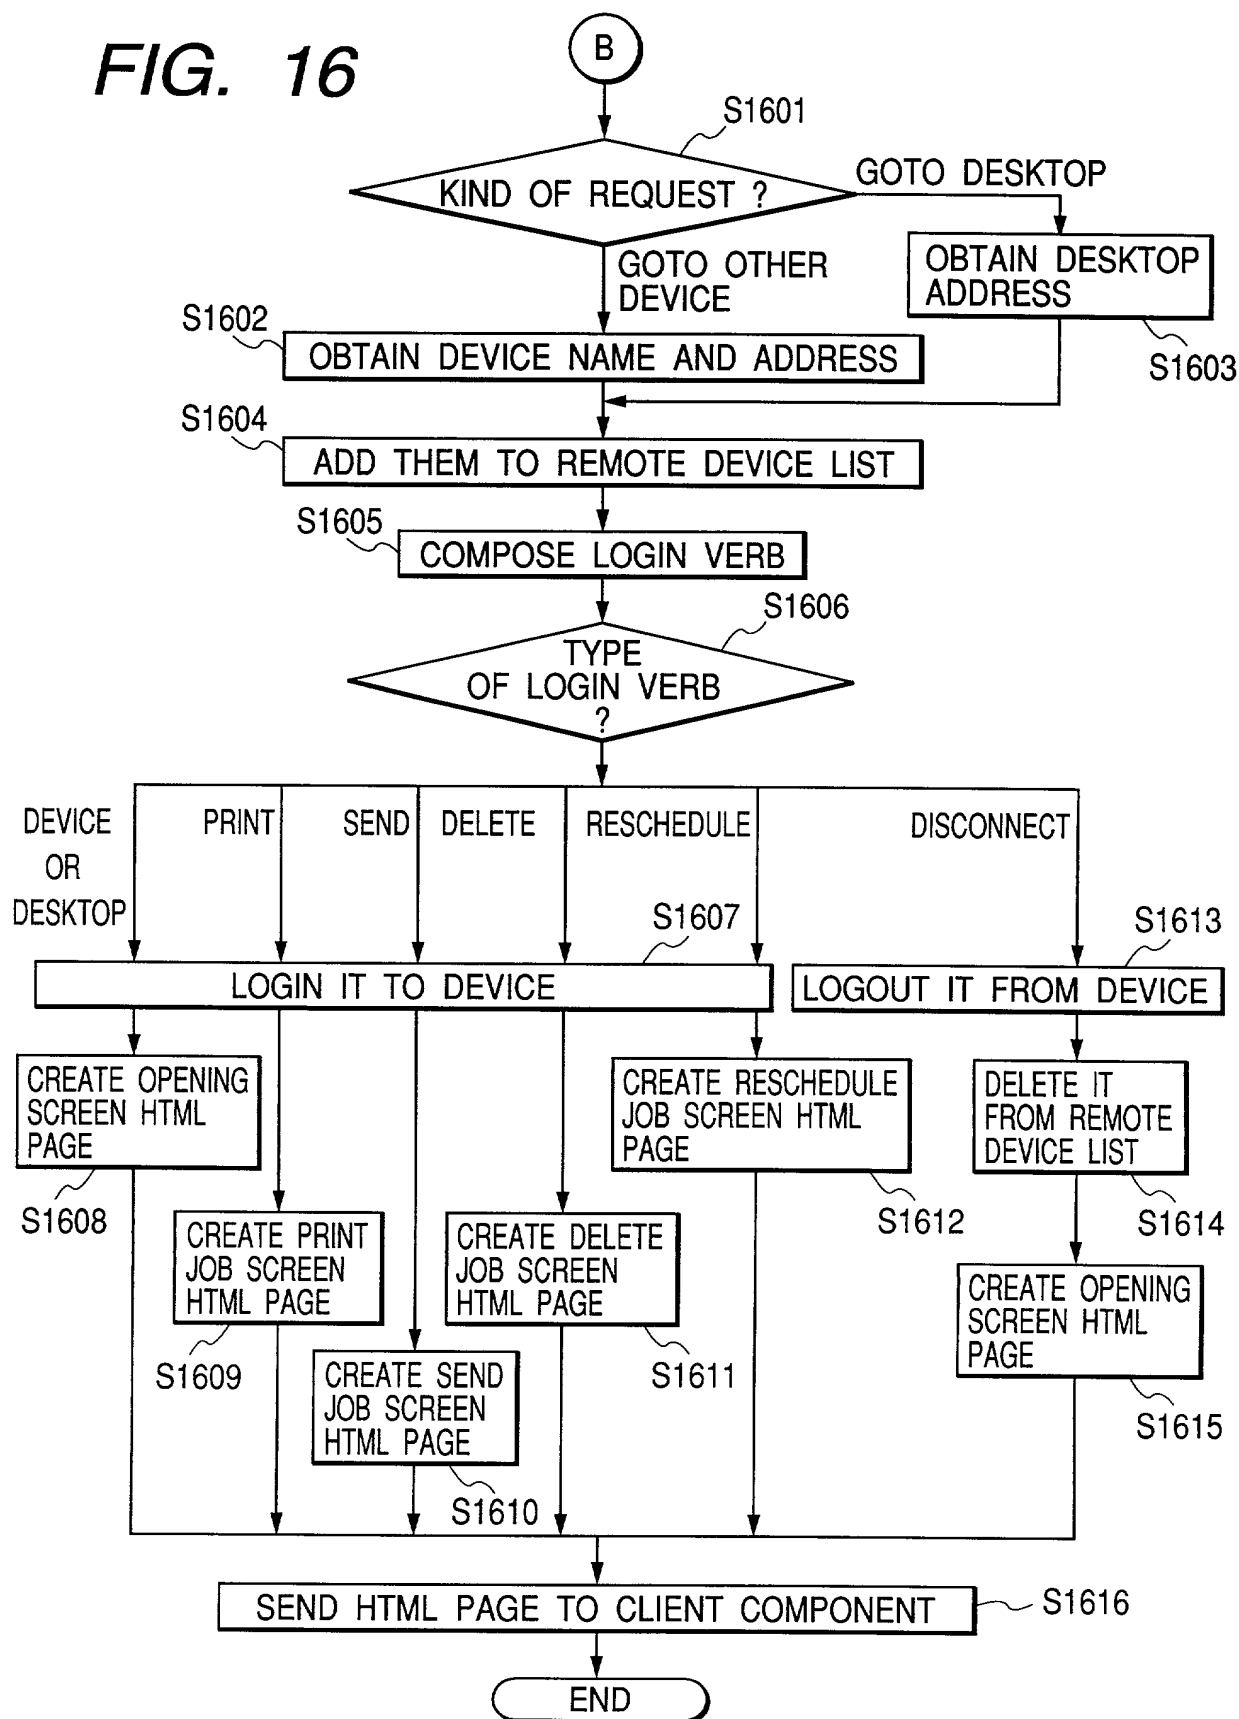 FIG. 16
B
S1601
KIND OF REQUEST ?
GOTO DESKTOP
GOTO OTHER
DEVICE
OBTAIN DESKTOP
ADDRESS
S1603
S1602
OBTAIN DEVICE NAME AND ADDRESS
S1604
ADD THEM TO REMOTE DEVICE LIST
S1605
COMPOSE LOGIN VERB
S1606
TYPE
OF LOGIN VERB
?
DEVICE
OR
DESKTOP
PRINT
SEND
DELETE
RESCHEDULE
DISCONNECT
S1607
LOGIN IT TO DEVICE
S1613
LOGOUT IT FROM DEVICE
CREATE OPENING
SCREEN HTML
PAGE
S1608
CREATE RESCHEDULE
JOB SCREEN HTML
PAGE
S1612
DELETE IT
FROM REMOTE
DEVICE LIST
S1614
CREATE PRINT
JOB SCREEN
HTML PAGE
S1609
CREATE DELETE
JOB SCREEN
HTML PAGE
S1611
CREATE OPENING
SCREEN HTML
PAGE
S1615
CREATE SEND
JOB SCREEN
HTML PAGE
S1610
SEND HTML PAGE TO CLIENT COMPONENT
S1616
END